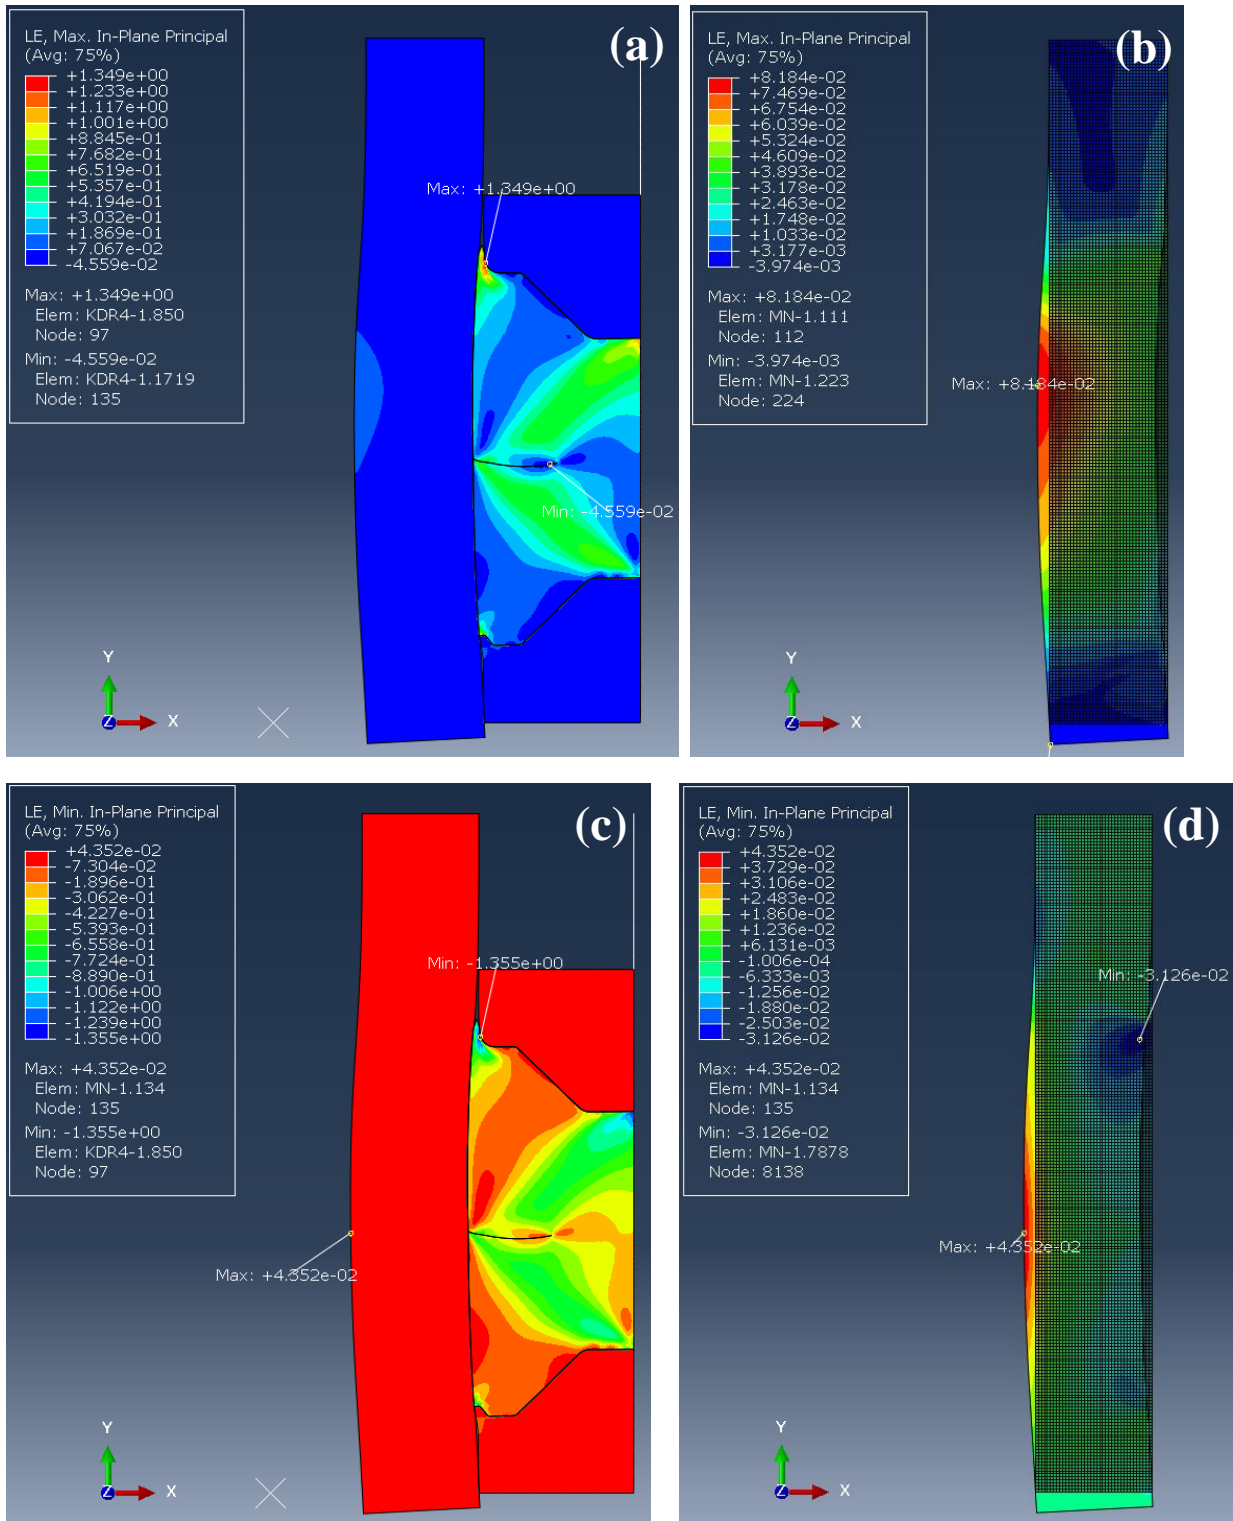 (a)
LE, Max. In-Plane Principal
(Avg: 75%)
+1.349e+00
+1.233e+00
+1.117e+00
+1.001e+00
+8.845e-01
+7.682e-01
+6.519e-01
+5.357e-01
+4.194e-01
+3.032e-01
+1.869e-01
+7.067e-02
-4.559e-02
Max: +1.349e+00
Elem: KDR4-1.850
Node: 97
Min: -4.559e-02
Elem: KDR4-1.1719
Node: 135
Max: +1.349e+00
Min: -4.559e-02
Y
Z
X
(b)
LE, Max. In-Plane Principal
(Avg: 75%)
+8.184e-02
+7.469e-02
+6.754e-02
+6.039e-02
+5.324e-02
+4.609e-02
+3.893e-02
+3.178e-02
+2.463e-02
+1.748e-02
+1.033e-02
+3.177e-03
-3.974e-03
Max: +8.184e-02
Elem: MN-1.111
Node: 112
Min: -3.974e-03
Elem: MN-1.223
Node: 224
Max: +8.184e-02
Y
Z
X
(c)
LE, Min. In-Plane Principal
(Avg: 75%)
+4.352e-02
-7.304e-02
-1.896e-01
-3.062e-01
-4.227e-01
-5.393e-01
-6.558e-01
-7.724e-01
-8.890e-01
-1.006e+00
-1.122e+00
-1.239e+00
-1.355e+00
Max: +4.352e-02
Elem: MN-1.134
Node: 135
Min: -1.355e+00
Elem: KDR4-1.850
Node: 97
Min: -1.355e+00
Max: +4.352e-02
Y
Z
X
(d)
LE, Min. In-Plane Principal
(Avg: 75%)
+4.352e-02
+3.729e-02
+3.106e-02
+2.483e-02
+1.860e-02
+1.236e-02
+6.131e-03
-1.006e-04
-6.333e-03
-1.256e-02
-1.880e-02
-2.503e-02
-3.126e-02
Max: +4.352e-02
Elem: MN-1.134
Node: 135
Min: -3.126e-02
Elem: MN-1.7878
Node: 8138
Min: -3.126e-02
Max: +4.352e-02
Y
Z
X